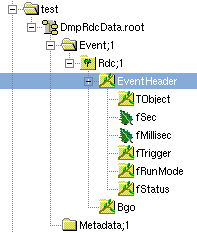 test
DmpRdcData.root
Event;1
Rdc;1
EventHeader
TObject
fSec
fMillisec
fTrigger
fRunMode
fStatus
Bgo
Metadata;1